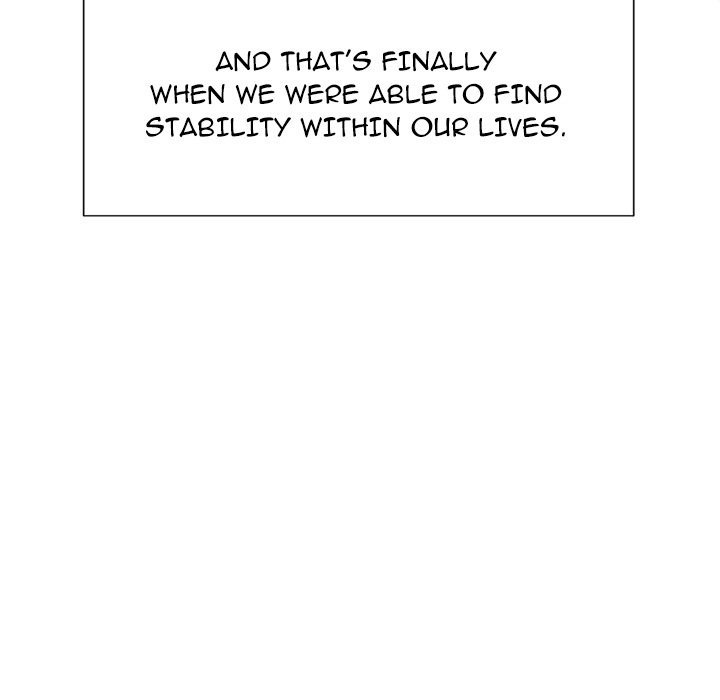 AND THAT'S FINALLY
WHEN WE WERE ABLE TO FIND
STABILITY WITHIN OUR LIVES.